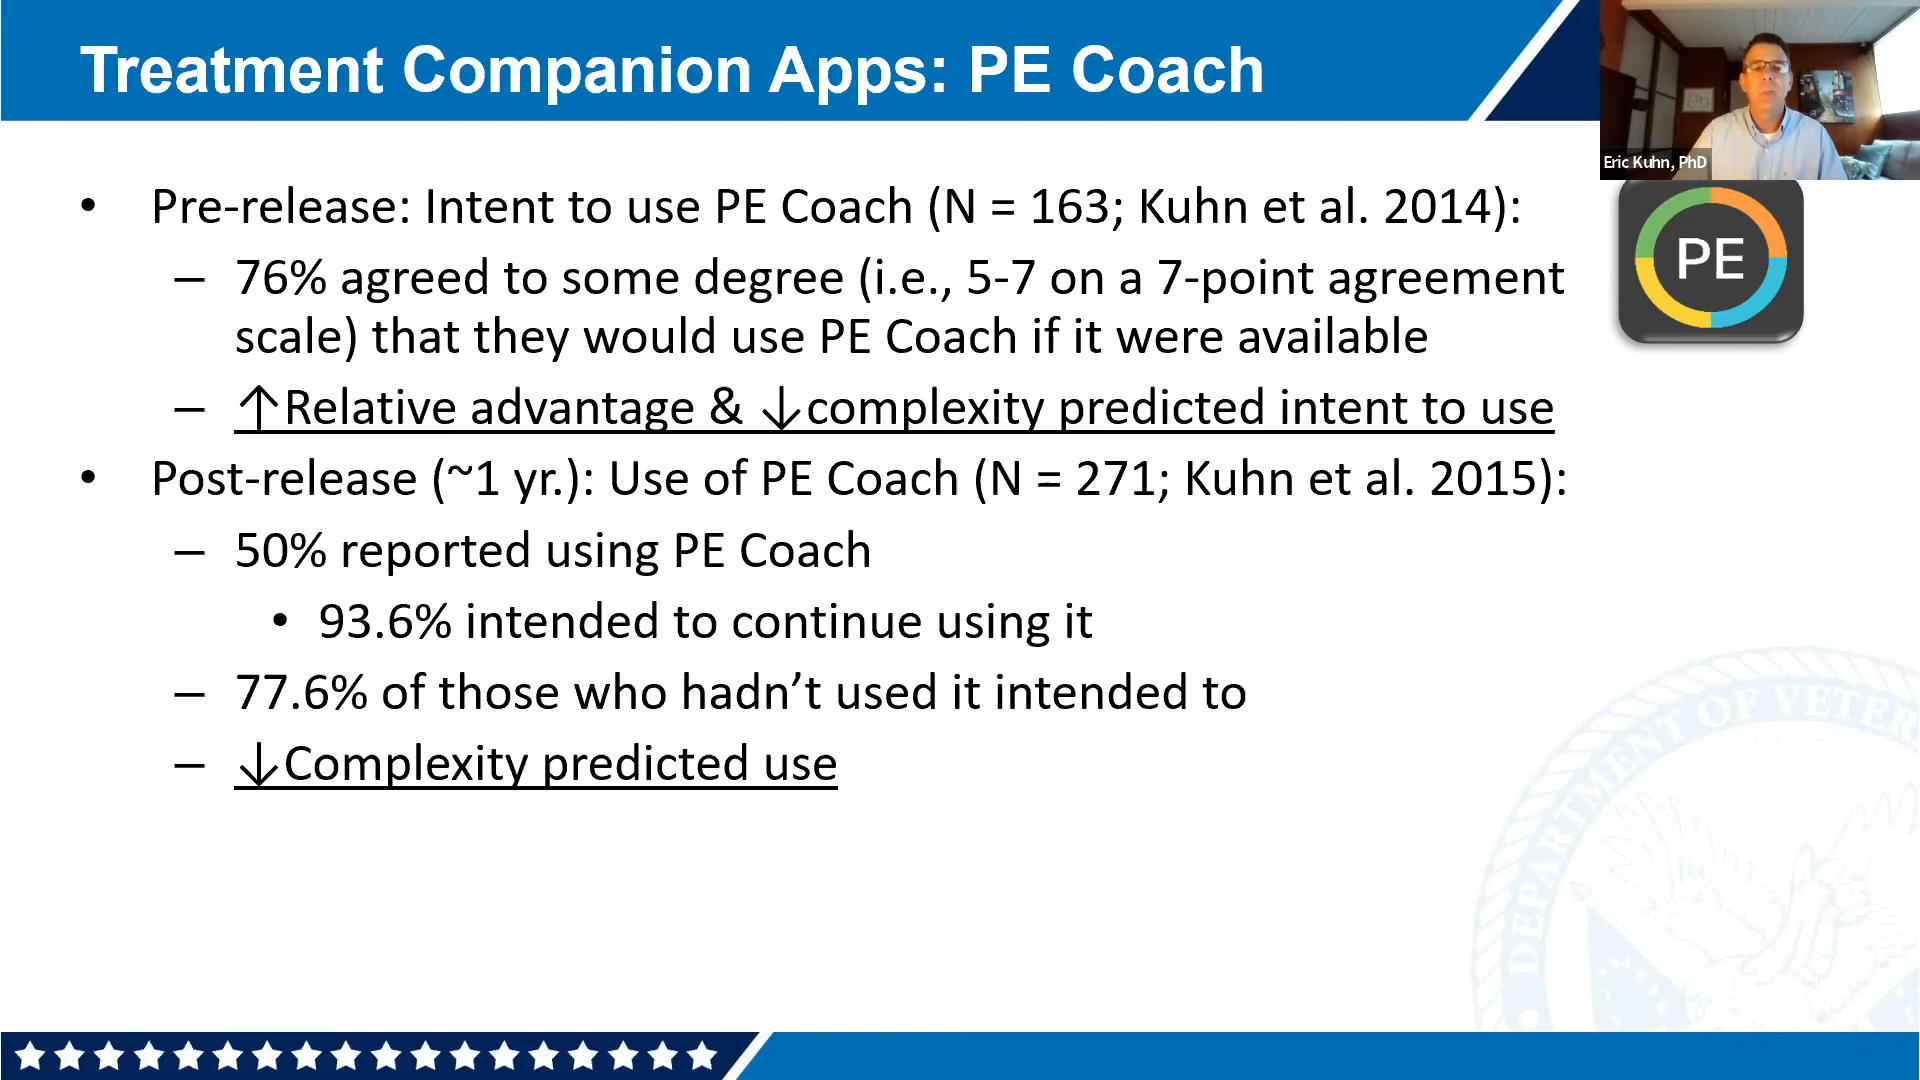 Treatment Companion Apps: PE Coach
Eric Kuhn, PhD
• Pre-release: Intent to use PE Coach (N = 163; Kuhn et al. 2014):
PE
– 76% agreed to some degree (i.e., 5-7 on a 7-point agreement
scale) that they would use PE Coach if it were available
– ↑Relative advantage & ↓complexity predicted intent to use
• Post-release (~1 yr.): Use of PE Coach (N = 271; Kuhn et al. 2015):
– 50% reported using PE Coach
• 93.6% intended to continue using it
– 77.6% of those who hadn’t used it intended to
– ↓Complexity predicted use
DEPARTMENT OF VETER